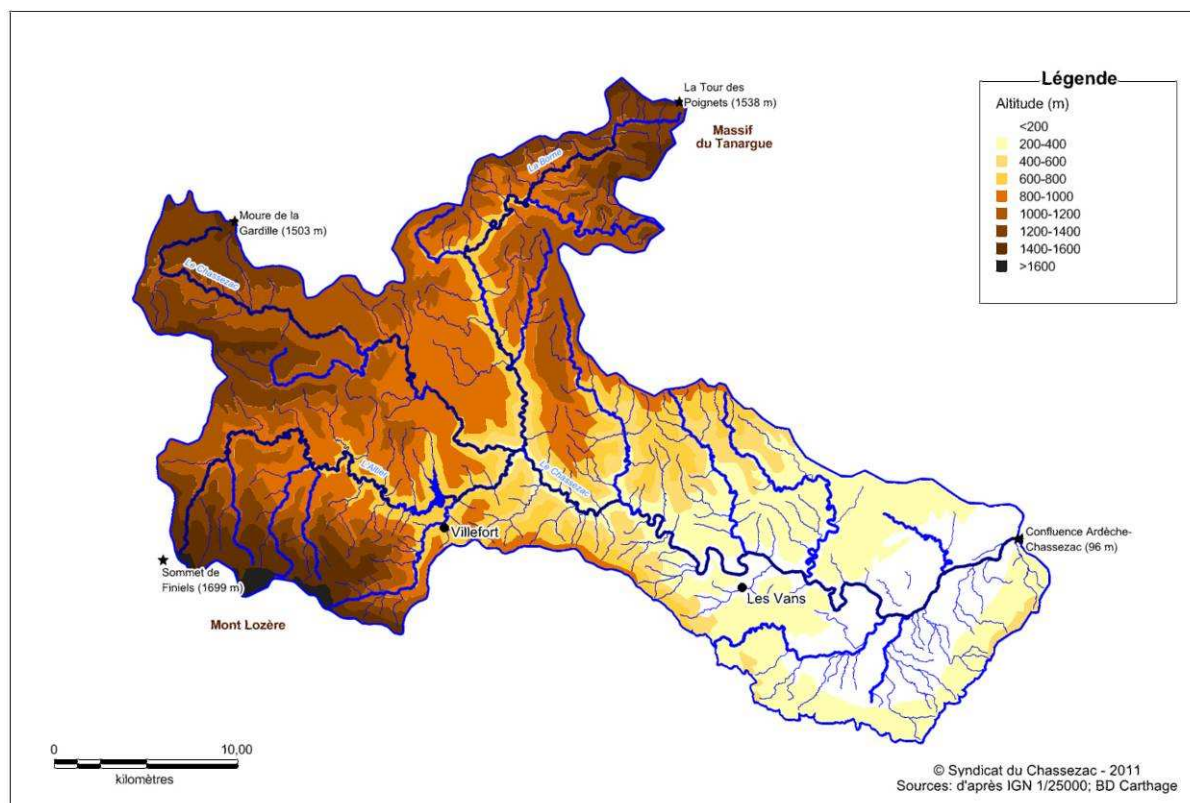 Légende
Altitude (m)
<200
200-400
400-600
600-800
800-1000
1000-1200
1200-1400
1400-1600
>1600
La Tour des
Poignets (1538 m)
Massif
du Tanargue
La Borne
Moure de la
Gardille (1503 m)
Le Chassezac
L'Altier
Le Chassezac
Villefort
Confluence Ardèche-
Chassezac (96 m)
Sommet de
Finiels (1699 m)
Les Vans
Mont Lozère
0 10,00
kilomètres
© Syndicat du Chassezac - 2011
Sources: d'après IGN 1/25000; BD Carthage